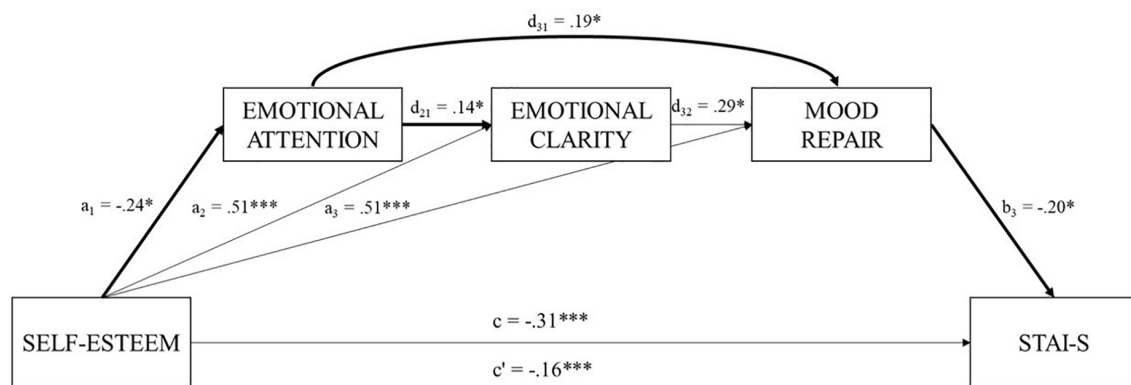 d₃₁ = .19*
EMOTIONAL
ATTENTION
d₂₁ = .14*
EMOTIONAL
CLARITY
d₃₂ = .29*
MOOD
REPAIR
a₁ = -.24*
a₂ = .51***
a₃ = .51***
b₃ = -.20*
SELF-ESTEEM
c = -.31***
c' = -.16***
STAI-S